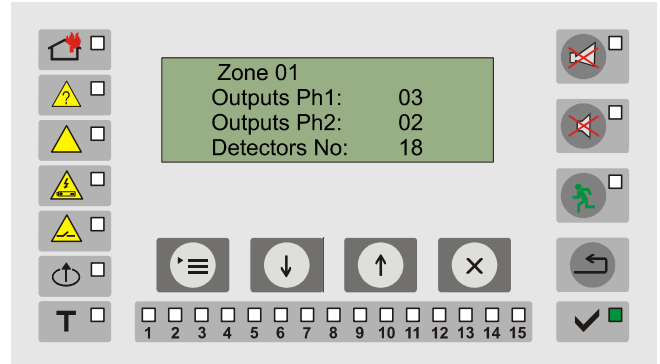 Zone 01
Outputs Ph1: 03
Outputs Ph2: 02
Detectors No: 18
?
T
1 2 3 4 5 6 7 8 9 10 11 12 13 14 15